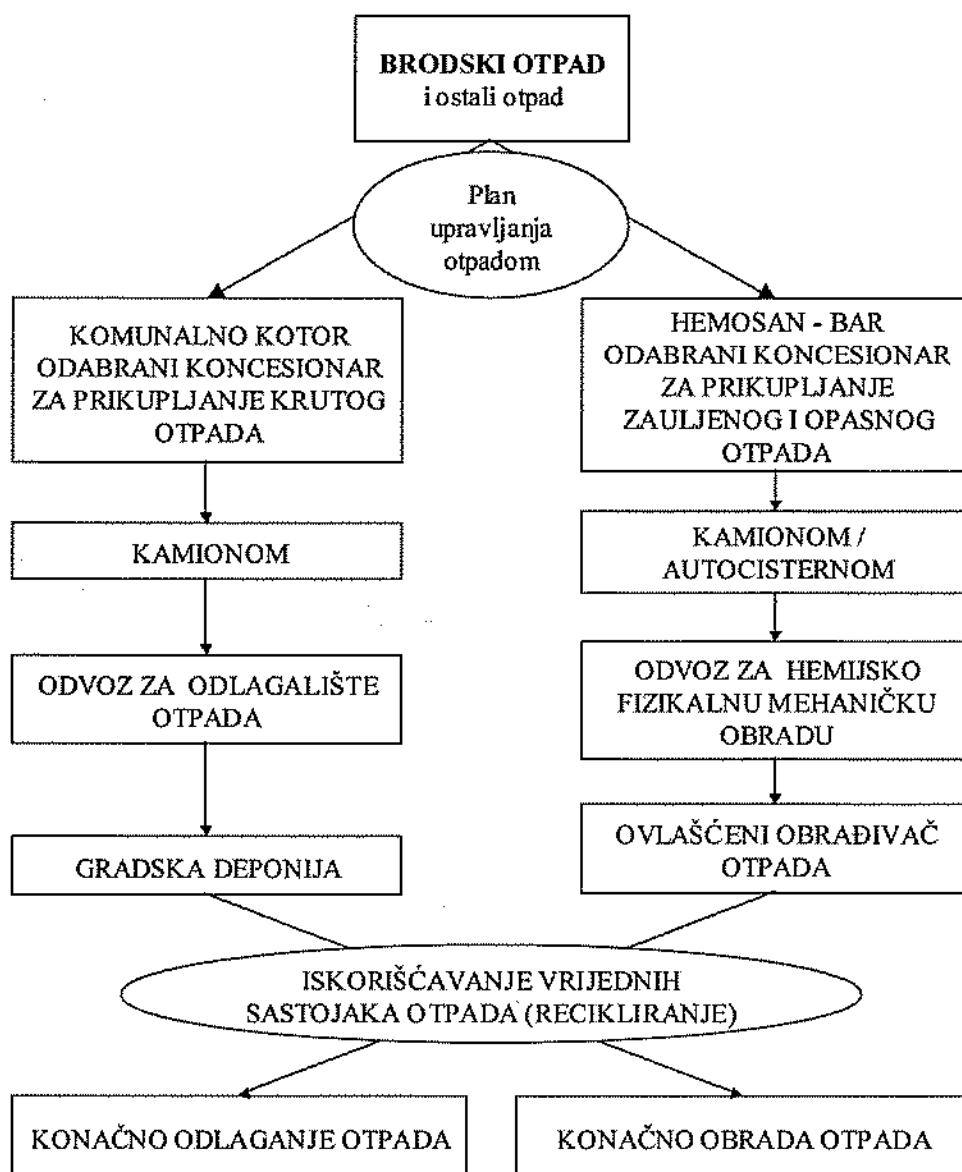 BRODSKI OTPAD
i ostali otpad
Plan
upravljanja
otpadom
KOMUNALNO KOTOR
ODABRANI KONCESIONAR
ZA PRIKUPLJANJE KRUTOG
OTPADA
HEMOSAN - BAR
ODABRANI KONCESIONAR
ZA PRIKUPLJANJE
ZAULJENOG I OPASNOG
OTPADA
KAMIONOM
KAMIONOM /
AUTOCISTERNOM
ODVOZ ZA ODLAGALIŠTE
OTPADA
ODVOZ ZA HEMIJSKO
FIZIKALNU MEHANIČKU
OBRADU
GRADSKA DEPONIJA
OVLAŠĆENI OBRAĐIVAČ
OTPADA
ISKORIŠĆAVANJE VRIJEDNIH
SASTOJAKA OTPADA (RECIKLIRANJE)
KONAČNO ODLAGANJE OTPADA
KONAČNO OBRADA OTPADA